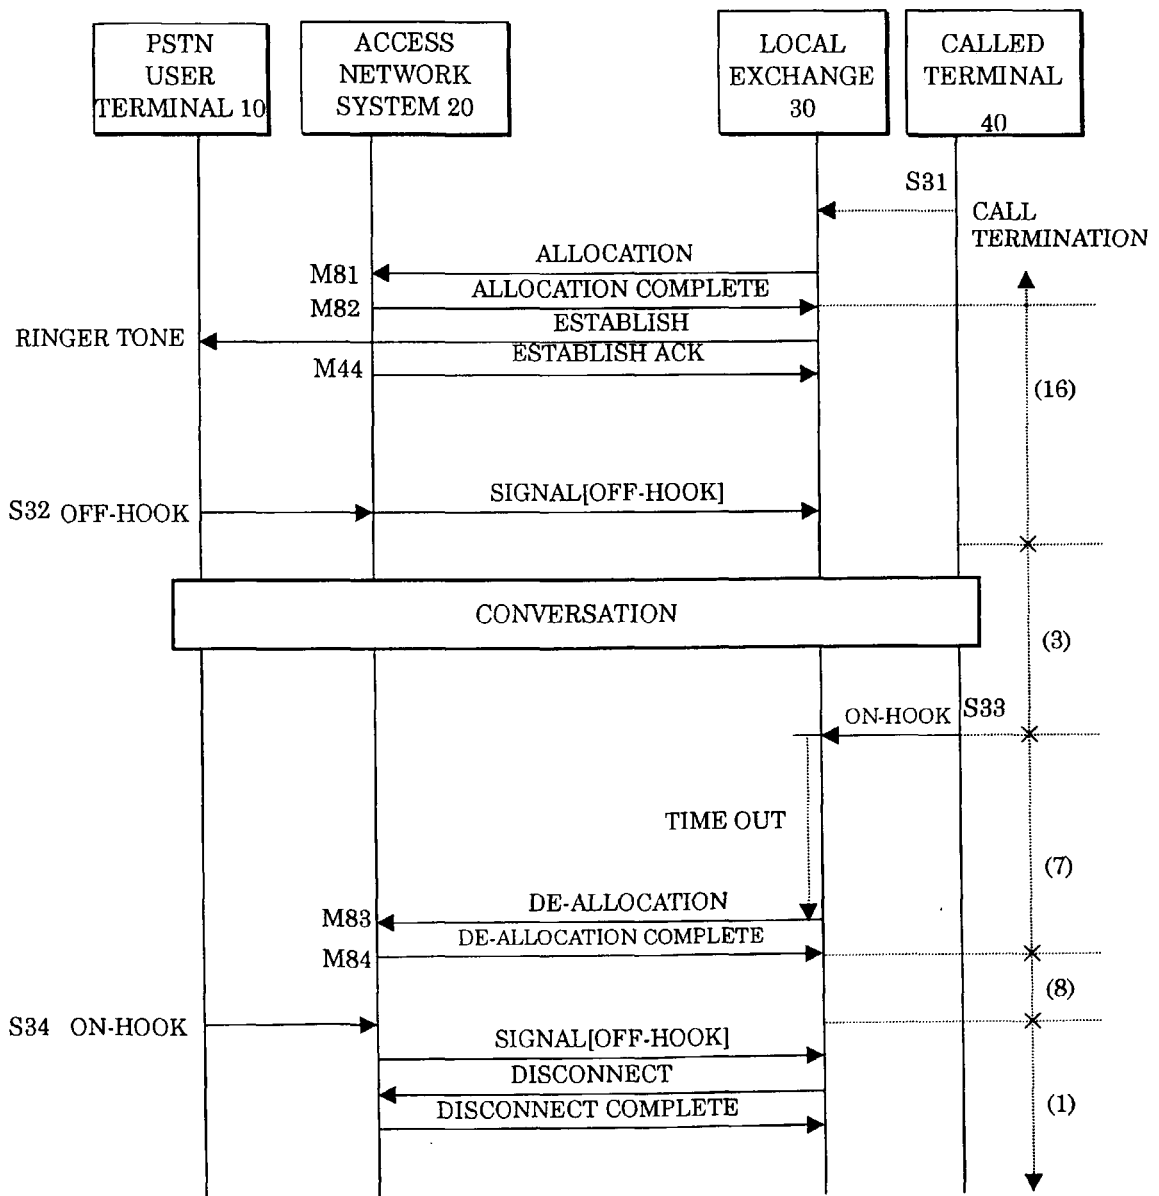 PSTN
USER
TERMINAL 10
ACCESS
NETWORK
SYSTEM 20
LOCAL
EXCHANGE
30
CALLED
TERMINAL
40
S31
CALL
TERMINATION
ALLOCATION
M81
ALLOCATION COMPLETE
M82
ESTABLISH
RINGER TONE
ESTABLISH ACK
M44
(16)
SIGNAL[OFF-HOOK]
S32 OFF-HOOK
CONVERSATION
(3)
ON-HOOK S33
TIME OUT
(7)
DE-ALLOCATION
M83
DE-ALLOCATION COMPLETE
M84
(8)
S34 ON-HOOK
SIGNAL[OFF-HOOK]
DISCONNECT
(1)
DISCONNECT COMPLETE